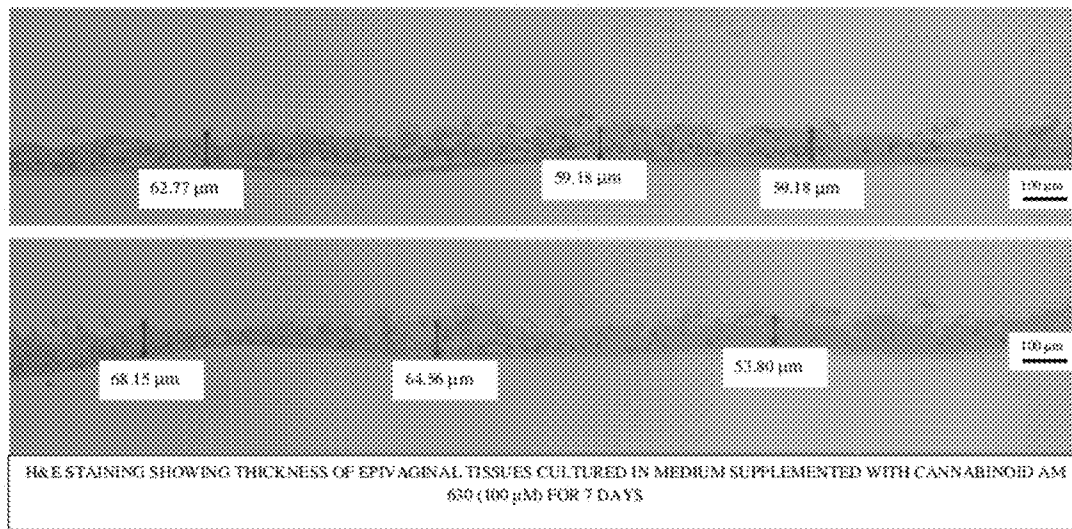 62.77 µm
59.18 µm
59.18 µm
100 µm
68.15 µm
64.56 µm
53.80 µm
100 µm
H&E STAINING SHOWING THICKNESS OF EPIVAGINAL TISSUES CULTURED IN MEDIUM SUPPLEMENTED WITH CANNABINOID AM
630 (100 µM) FOR 7 DAYS